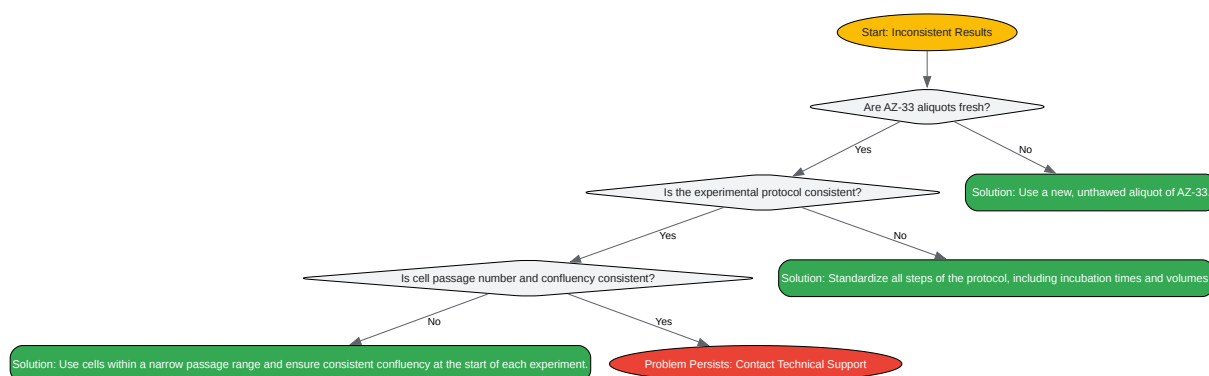 Start: Inconsistent Results
Are AZ-33 aliquots fresh?
Yes
No
Is the experimental protocol consistent?
Solution: Use a new, unthawed aliquot of AZ-33.
Yes
No
Is cell passage number and confluency consistent?
Solution: Standardize all steps of the protocol, including incubation times and volumes
No
Yes
Solution: Use cells within a narrow passage range and ensure consistent confluency at the start of each experiment.
Problem Persists: Contact Technical Support